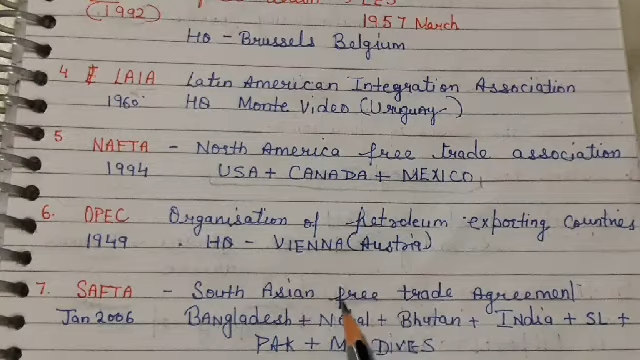 (1992)
1957 March
HQ - Brussels Belgium
4 LAIA Latin American Integration Association
1960. HQ Monte Video (Uruguay)
5 NAFTA - North America free trade association
1994 USA + CANADA + MEXICO
6. OPEC Organisation of Petroleum exporting countries
1949 . HQ - VIENNA (Austria)
7. SAFTA - South Asian free trade Agreement
Jan 2006 BANgladesh + Nepal + Bhutan + India + SL +
PAK + MALDIVES